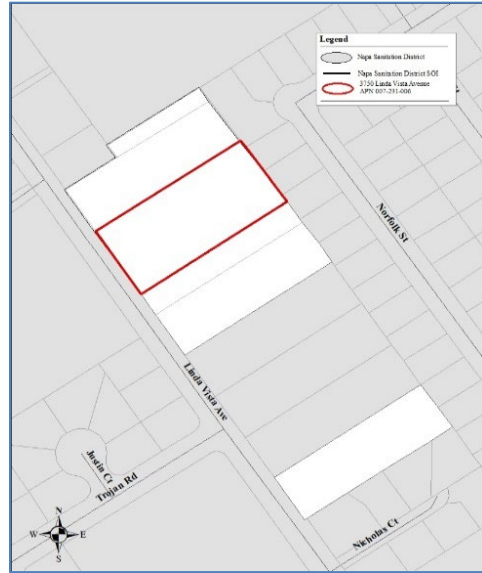 Legend
Napa Sanitation District
Napa Sanitation District SOI
3750 Linda Vista Avenue
APN 007-231-006
Norfolk St
Linda Vista Ave
Justin Ct
Trojan Rd
Nicholas Ct
N
W E
S